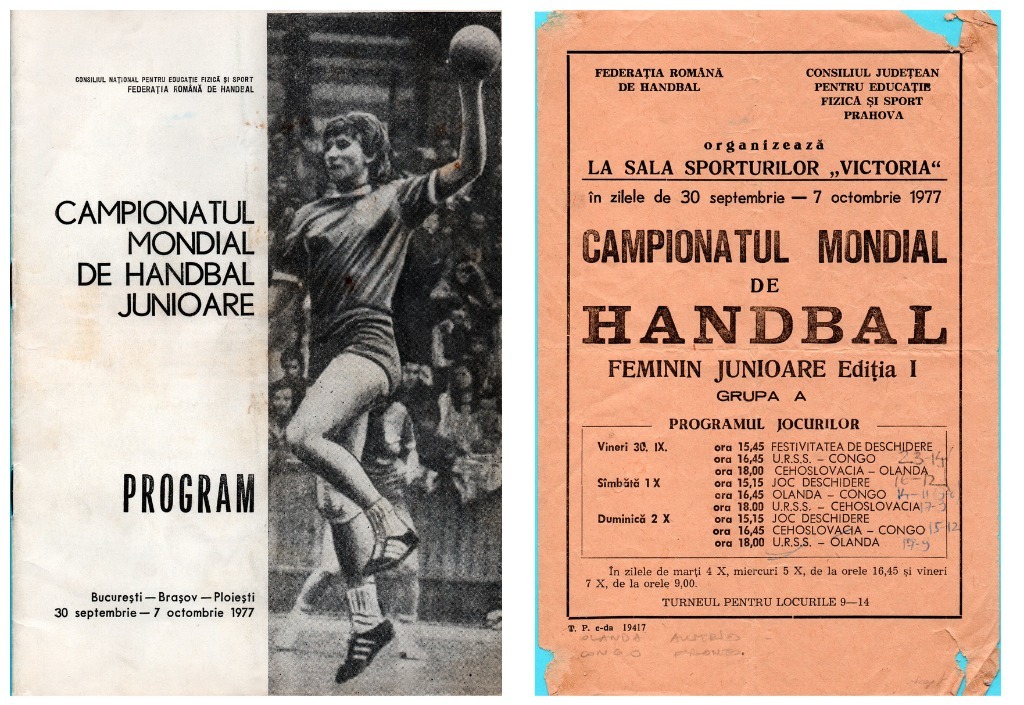 CONSILIUL NAȚIONAL PENTRU EDUCAȚIE FIZICĂ ȘI SPORT
FEDERAȚIA ROMÂNĂ DE HANDBAL
CAMPIONATUL
MONDIAL
DE HANDBAL
JUNIOARE
PROGRAM
București — Brașov — Ploiești
30 septembrie — 7 octombrie 1977
FEDERAȚIA ROMÂNĂ
DE HANDBAL
CONSILIUL JUDEȚEAN
PENTRU EDUCAȚIE
FIZICĂ ȘI SPORT
PRAHOVA
organizează
LA SALA SPORTURILOR „VICTORIA“
în zilele de 30 septembrie — 7 octombrie 1977
CAMPIONATUL MONDIAL
DE
HANDBAL
FEMININ JUNIOARE Ediția I
GRUPA A
PROGRAMUL JOCURILOR
Vineri 30. IX. ora 15,45 FESTIVITATEA DE DESCHIDERE
ora 16,45 U.R.S.S. – CONGO 23-14
ora 18,00 CEHOSLOVACIA – OLANDA
Sîmbătă 1 X ora 15,15 JOC DESCHIDERE 16-12
ora 16,45 OLANDA – CONGO
ora 18.00 U.R.S.S. – CEHOSLOVACIA
Duminică 2 X ora 15,15 JOC DESCHIDERE
ora 16,45 CEHOSLOVACIA – CONGO 15-12
ora 18,00 U.R.S.S. – OLANDA
În zilele de marți 4 X, miercuri 5 X, de la orele 16,45 și vineri
7 X, de la orele 9,00.
TURNEUL PENTRU LOCURILE 9—14
T. P. c-da 19417
OLANDA
CONGO